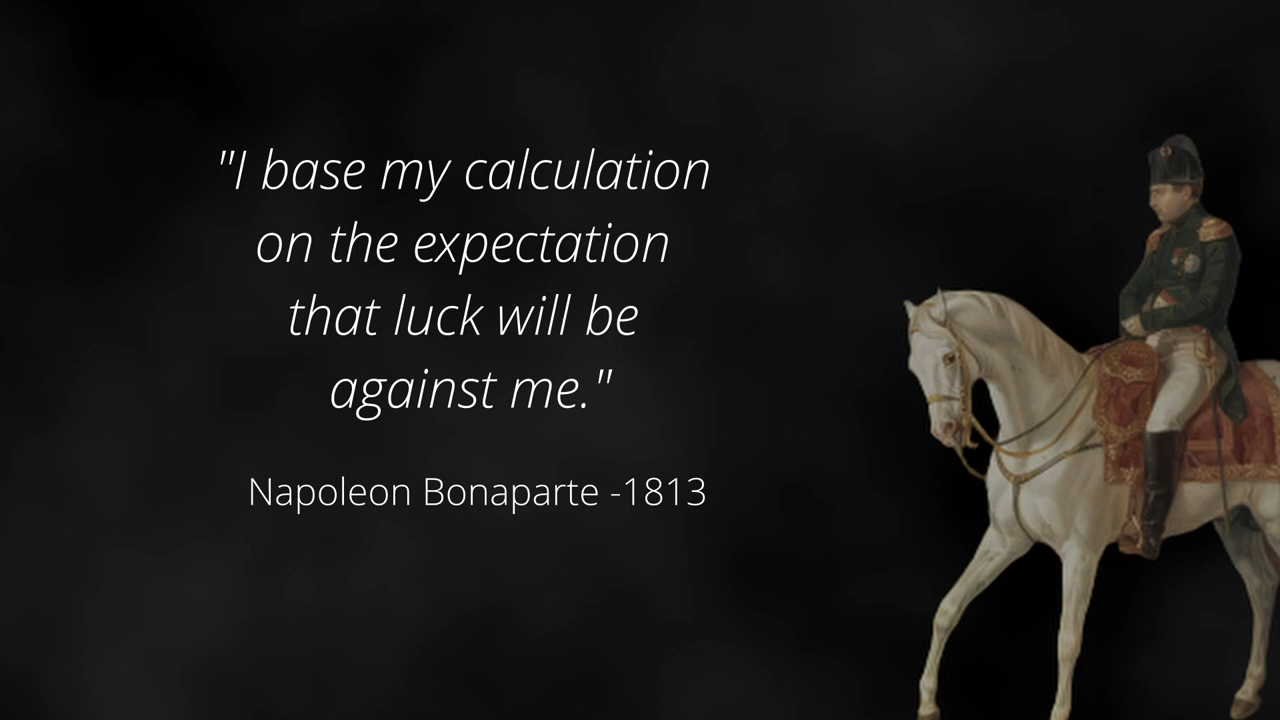 "I base my calculation
on the expectation
that luck will be
against me."
Napoleon Bonaparte -1813